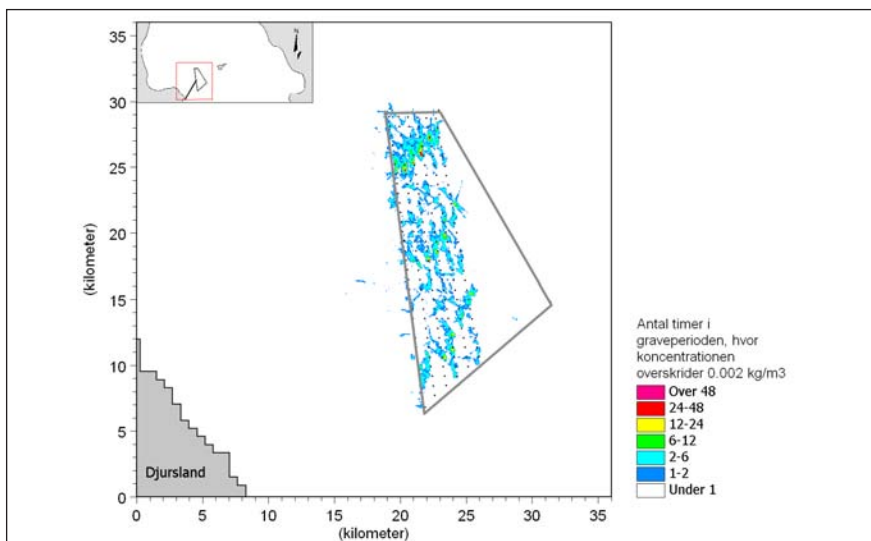 N
35
30
25
20
15
10
5
0
(kilometer)
Djursland
0 5 10 15 20 25 30 35
(kilometer)
Antal timer i
graveperioden, hvor
koncentrationen
overskrider 0.002 kg/m3
Over 48
24-48
12-24
6-12
2-6
1-2
Under 1